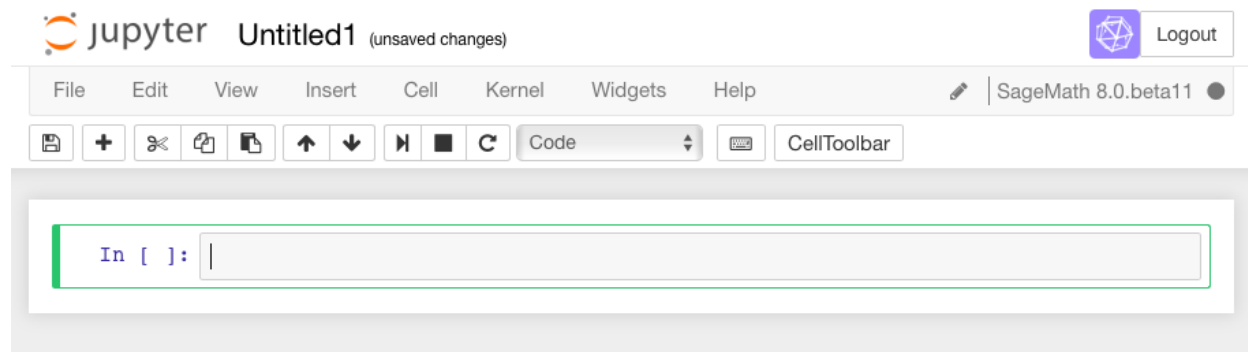 jupyter Untitled1 (unsaved changes) Logout
File Edit View Insert Cell Kernel Widgets Help SageMath 8.0.beta11
Code CellToolbar
In [ ]: